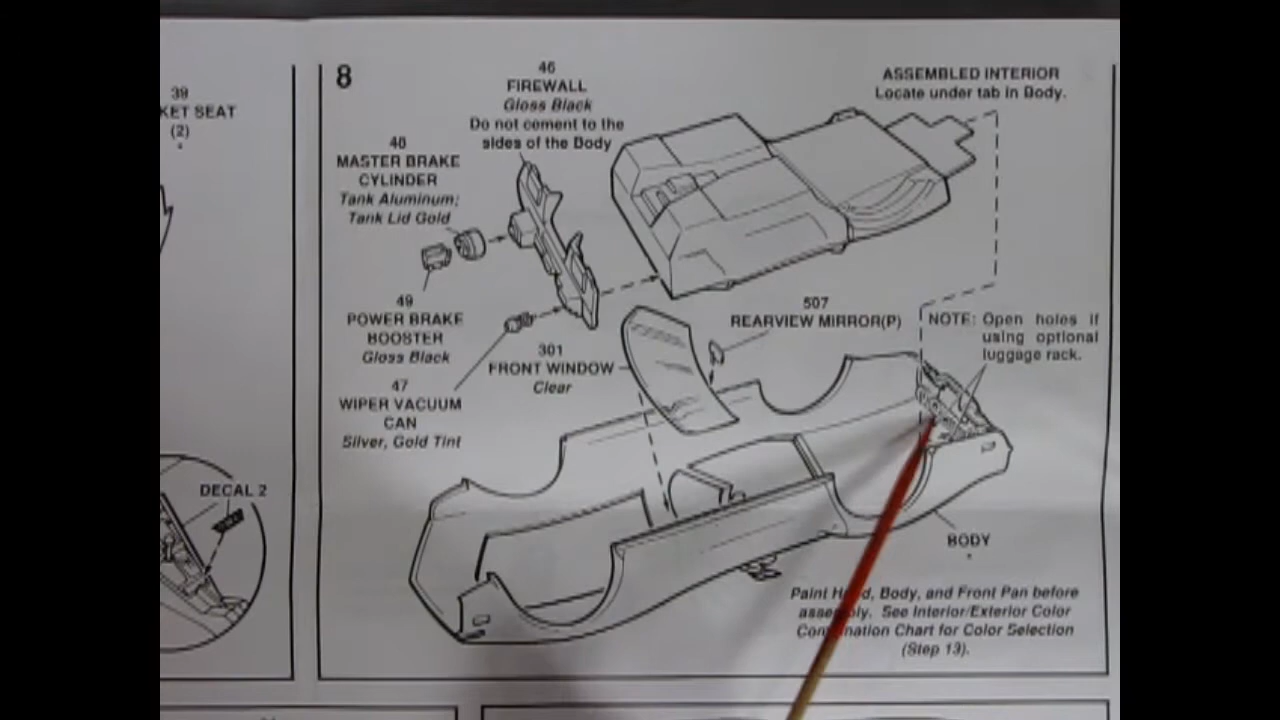 39
KET SEAT
(2)
DECAL 2
8
46
FIREWALL
Gloss Black
Do not cement to the
sides of the Body
48
MASTER BRAKE
CYLINDER
Tank Aluminum;
Tank Lid Gold
49
POWER BRAKE
BOOSTER
Gloss Black
47
WIPER VACUUM
CAN
Silver, Gold Tint
301
FRONT WINDOW
Clear
507
REARVIEW MIRROR(P)
ASSEMBLED INTERIOR
Locate under tab in Body.
NOTE: Open holes if
using optional
luggage rack.
BODY
Paint H d, Body, and Front Pan before
asse ly. See Interior/Exterior Color
Con nation Chart for Color Selection
(Step 13).